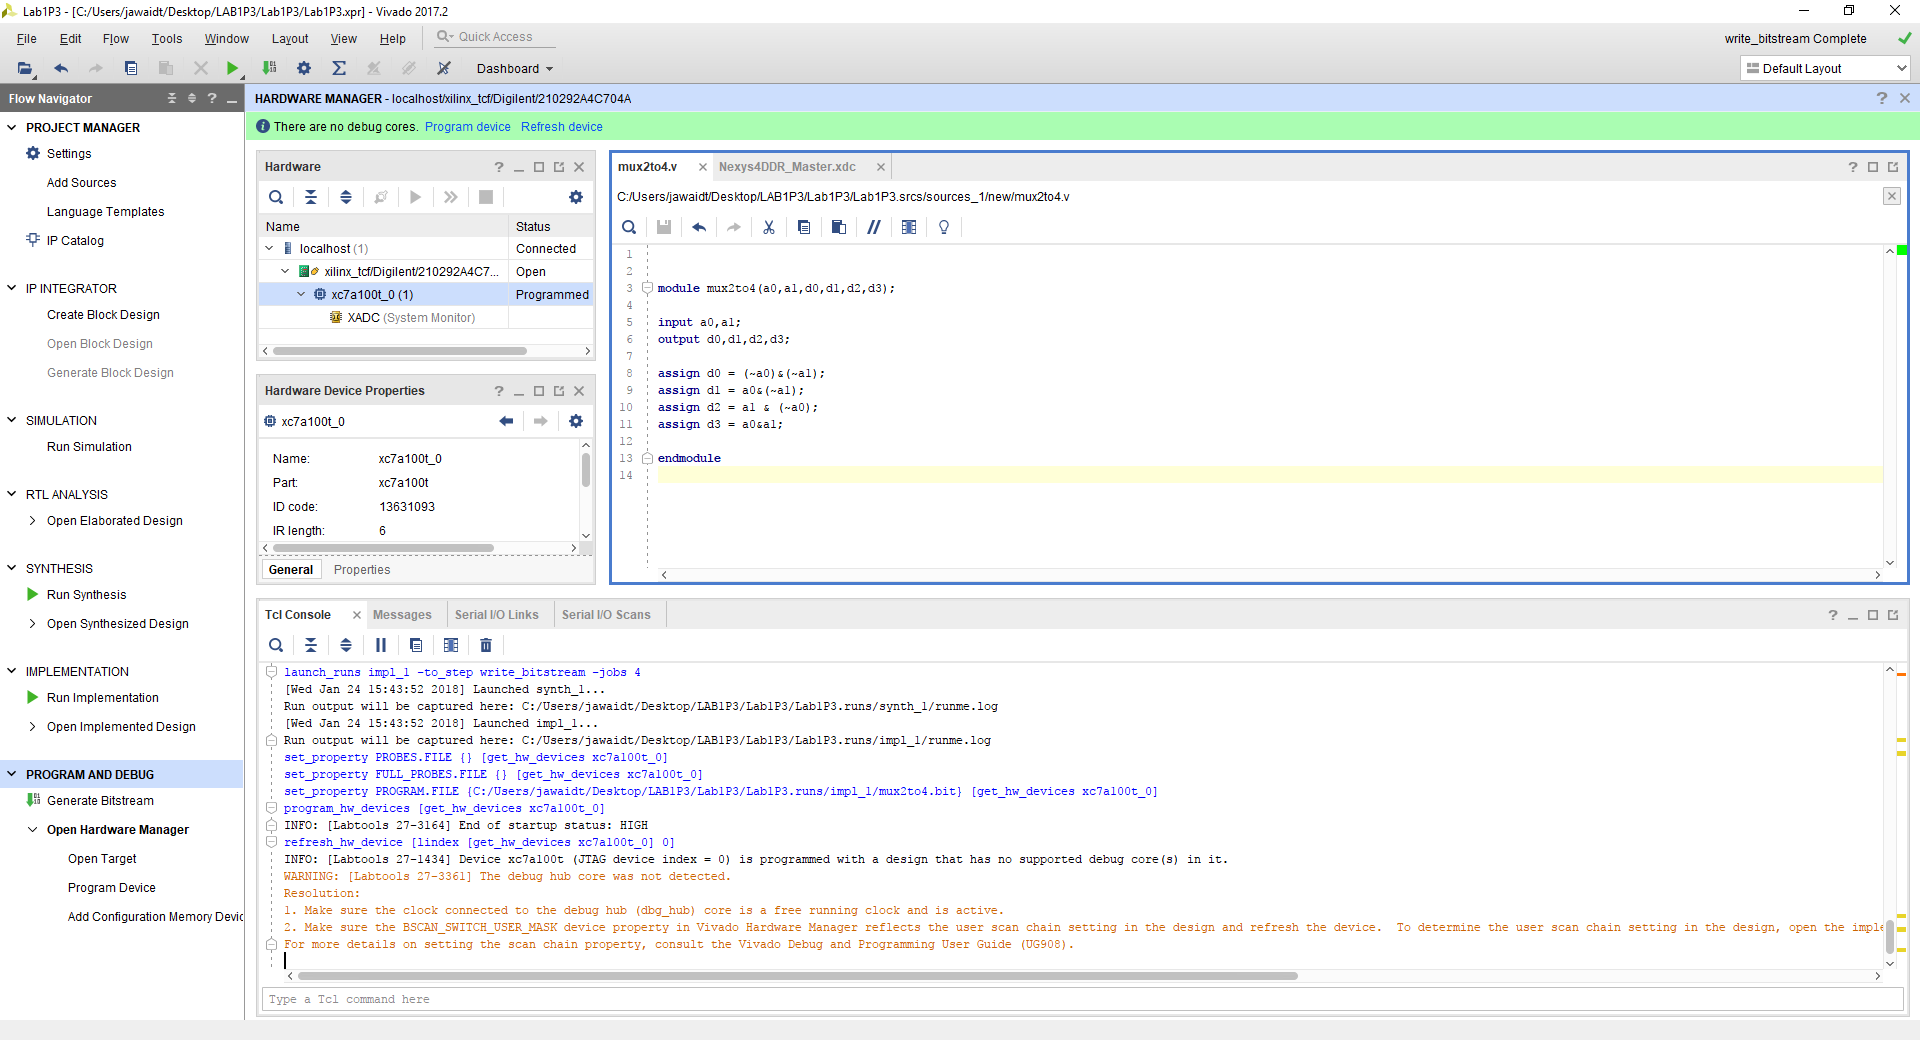 Lab1P3 - [C:/Users/jawaidt/Desktop/LAB1P3/Lab1P3/Lab1P3.xpr] - Vivado 2017.2
File Edit Flow Tools Window Layout View Help Quick Access
write_bitstream Complete
Dashboard
Default Layout
Flow Navigator
PROJECT MANAGER
Settings
Add Sources
Language Templates
IP Catalog
IP INTEGRATOR
Create Block Design
Open Block Design
Generate Block Design
SIMULATION
Run Simulation
RTL ANALYSIS
Open Elaborated Design
SYNTHESIS
Run Synthesis
Open Synthesized Design
IMPLEMENTATION
Run Implementation
Open Implemented Design
PROGRAM AND DEBUG
Generate Bitstream
Open Hardware Manager
Open Target
Program Device
Add Configuration Memory Devic
HARDWARE MANAGER - localhost/xilinx_tcf/Digilent/210292A4C704A
There are no debug cores. Program device Refresh device
Hardware
Name Status
localhost (1) Connected
xilinx_tcf/Digilent/210292A4C7... Open
xc7a100t_0 (1) Programmed
XADC (System Monitor)
Hardware Device Properties
xc7a100t_0
Name: xc7a100t_0
Part: xc7a100t
ID code: 13631093
IR length: 6
General Properties
mux2to4.v Nexys4DDR_Master.xdc
C:/Users/jawaidt/Desktop/LAB1P3/Lab1P3/Lab1P3.srcs/sources_1/new/mux2to4.v
1
2
3 module mux2to4(a0,a1,d0,d1,d2,d3);
4
5 input a0,a1;
6 output d0,d1,d2,d3;
7
8 assign d0 = (~a0)&(~a1);
9 assign d1 = a0&(~a1);
10 assign d2 = a1 & (~a0);
11 assign d3 = a0&a1;
12
13 endmodule
14
Tcl Console Messages Serial I/O Links Serial I/O Scans
launch_runs impl_1 -to_step write_bitstream -jobs 4
[Wed Jan 24 15:43:52 2018] Launched synth_1...
Run output will be captured here: C:/Users/jawaidt/Desktop/LAB1P3/Lab1P3/Lab1P3.runs/synth_1/runme.log
[Wed Jan 24 15:43:52 2018] Launched impl_1...
Run output will be captured here: C:/Users/jawaidt/Desktop/LAB1P3/Lab1P3/Lab1P3.runs/impl_1/runme.log
set_property PROBES.FILE {} [get_hw_devices xc7a100t_0]
set_property FULL_PROBES.FILE {} [get_hw_devices xc7a100t_0]
set_property PROGRAM.FILE {C:/Users/jawaidt/Desktop/LAB1P3/Lab1P3/Lab1P3.runs/impl_1/mux2to4.bit} [get_hw_devices xc7a100t_0]
program_hw_devices [get_hw_devices xc7a100t_0]
INFO: [Labtools 27-3164] End of startup status: HIGH
refresh_hw_device [lindex [get_hw_devices xc7a100t_0] 0]
INFO: [Labtools 27-1434] Device xc7a100t (JTAG device index = 0) is programmed with a design that has no supported debug core(s) in it.
WARNING: [Labtools 27-3361] The debug hub core was not detected.
Resolution:
1. Make sure the clock connected to the debug hub (dbg_hub) core is a free running clock and is active.
2. Make sure the BSCAN_SWITCH_USER_MASK device property in Vivado Hardware Manager reflects the user scan chain setting in the design and refresh the device. To determine the user scan chain setting in the design, open the imple
For more details on setting the scan chain property, consult the Vivado Debug and Programming User Guide (UG908).
Type a Tcl command here